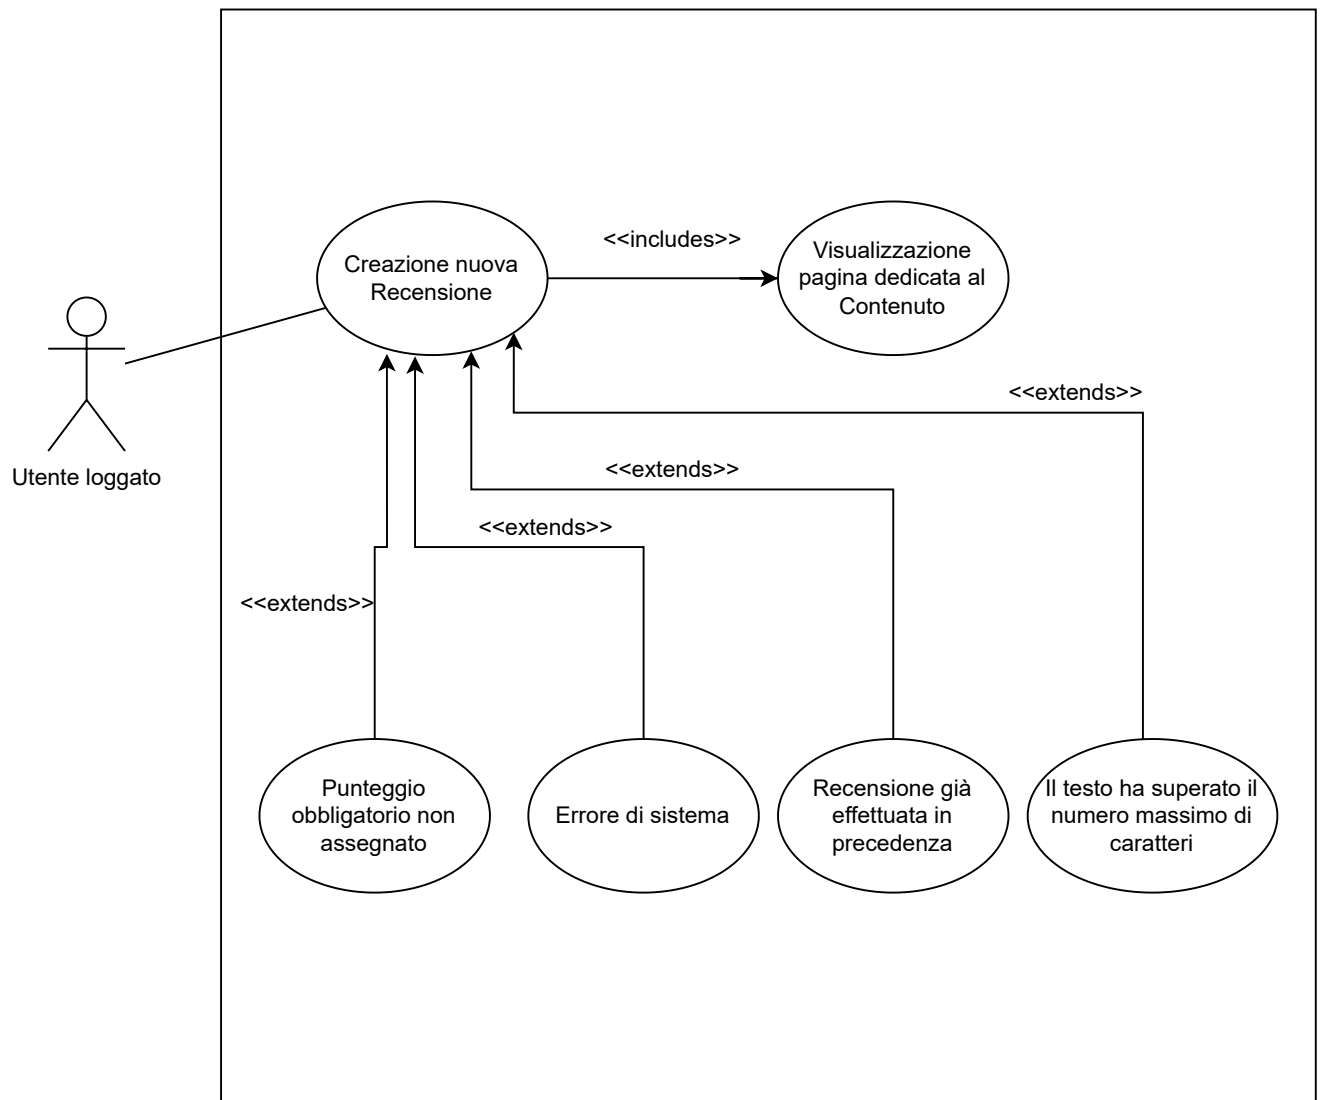 <<includes>>
Creazione nuova
Recensione
Visualizzazione
pagina dedicata al
Contenuto
Utente loggato
<<extends>>
<<extends>>
<<extends>>
<<extends>>
Punteggio
obbligatorio non
assegnato
Errore di sistema
Recensione già
effettuata in
precedenza
Il testo ha superato il
numero massimo di
caratteri